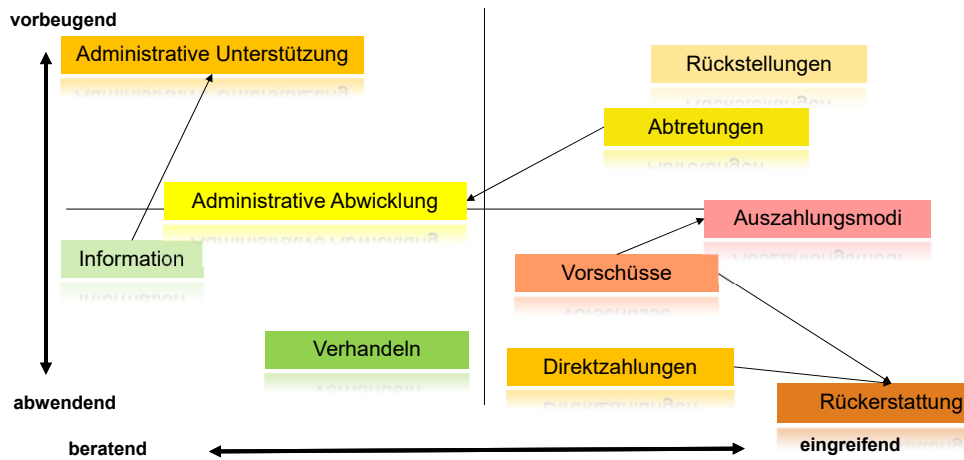 vorbeugend
Administrative Unterstützung
Rückstellungen
Abtretungen
Administrative Abwicklung
Auszahlungsmodi
Information
Vorschüsse
Verhandeln
Direktzahlungen
Rückerstattung
abwendend
beratend
eingreifend